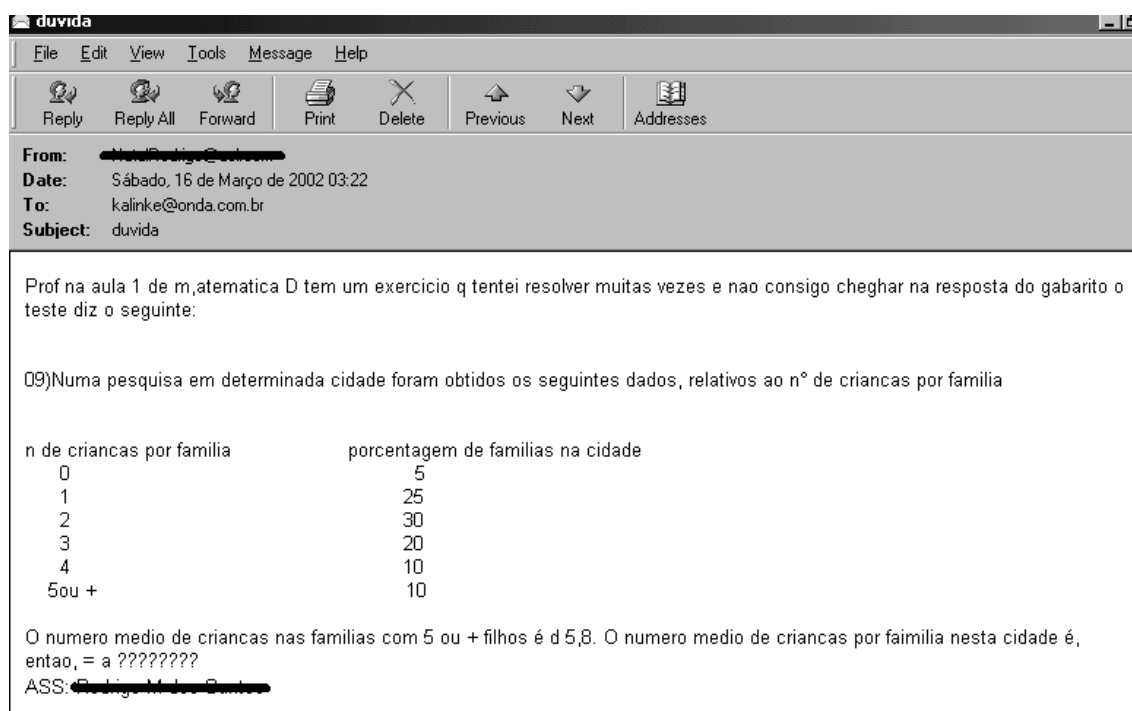 duvida
File Edit View Tools Message Help
Reply Reply All Forward Print Delete Previous Next Addresses
From:
Date: Sábado, 16 de Março de 2002 03:22
To: kalinke@onda.com.br
Subject: duvida
Prof na aula 1 de m,atematica D tem um exercicio q tentei resolver muitas vezes e nao consigo cheghar na resposta do gabarito o
teste diz o seguinte:
09)Numa pesquisa em determinada cidade foram obtidos os seguintes dados, relativos ao n° de criancas por familia
n de criancas por familia porcentagem de familias na cidade
0 5
1 25
2 30
3 20
4 10
5ou + 10
O numero medio de criancas nas familias com 5 ou + filhos é d 5,8. O numero medio de criancas por faimilia nesta cidade é,
entao, = a ????????
ASS: